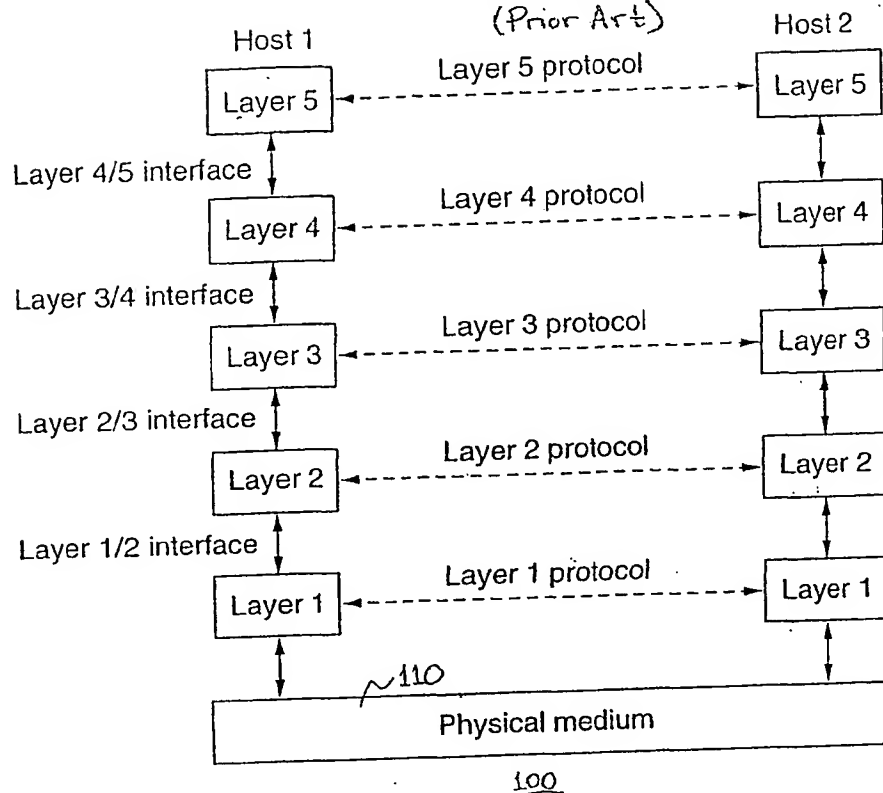 (Prior Art)
Host 1
Host 2
Layer 5 protocol
Layer 5
Layer 5
Layer 4/5 interface
Layer 4 protocol
Layer 4
Layer 4
Layer 3/4 interface
Layer 3 protocol
Layer 3
Layer 3
Layer 2/3 interface
Layer 2 protocol
Layer 2
Layer 2
Layer 1/2 interface
Layer 1 protocol
Layer 1
Layer 1
110
Physical medium
100